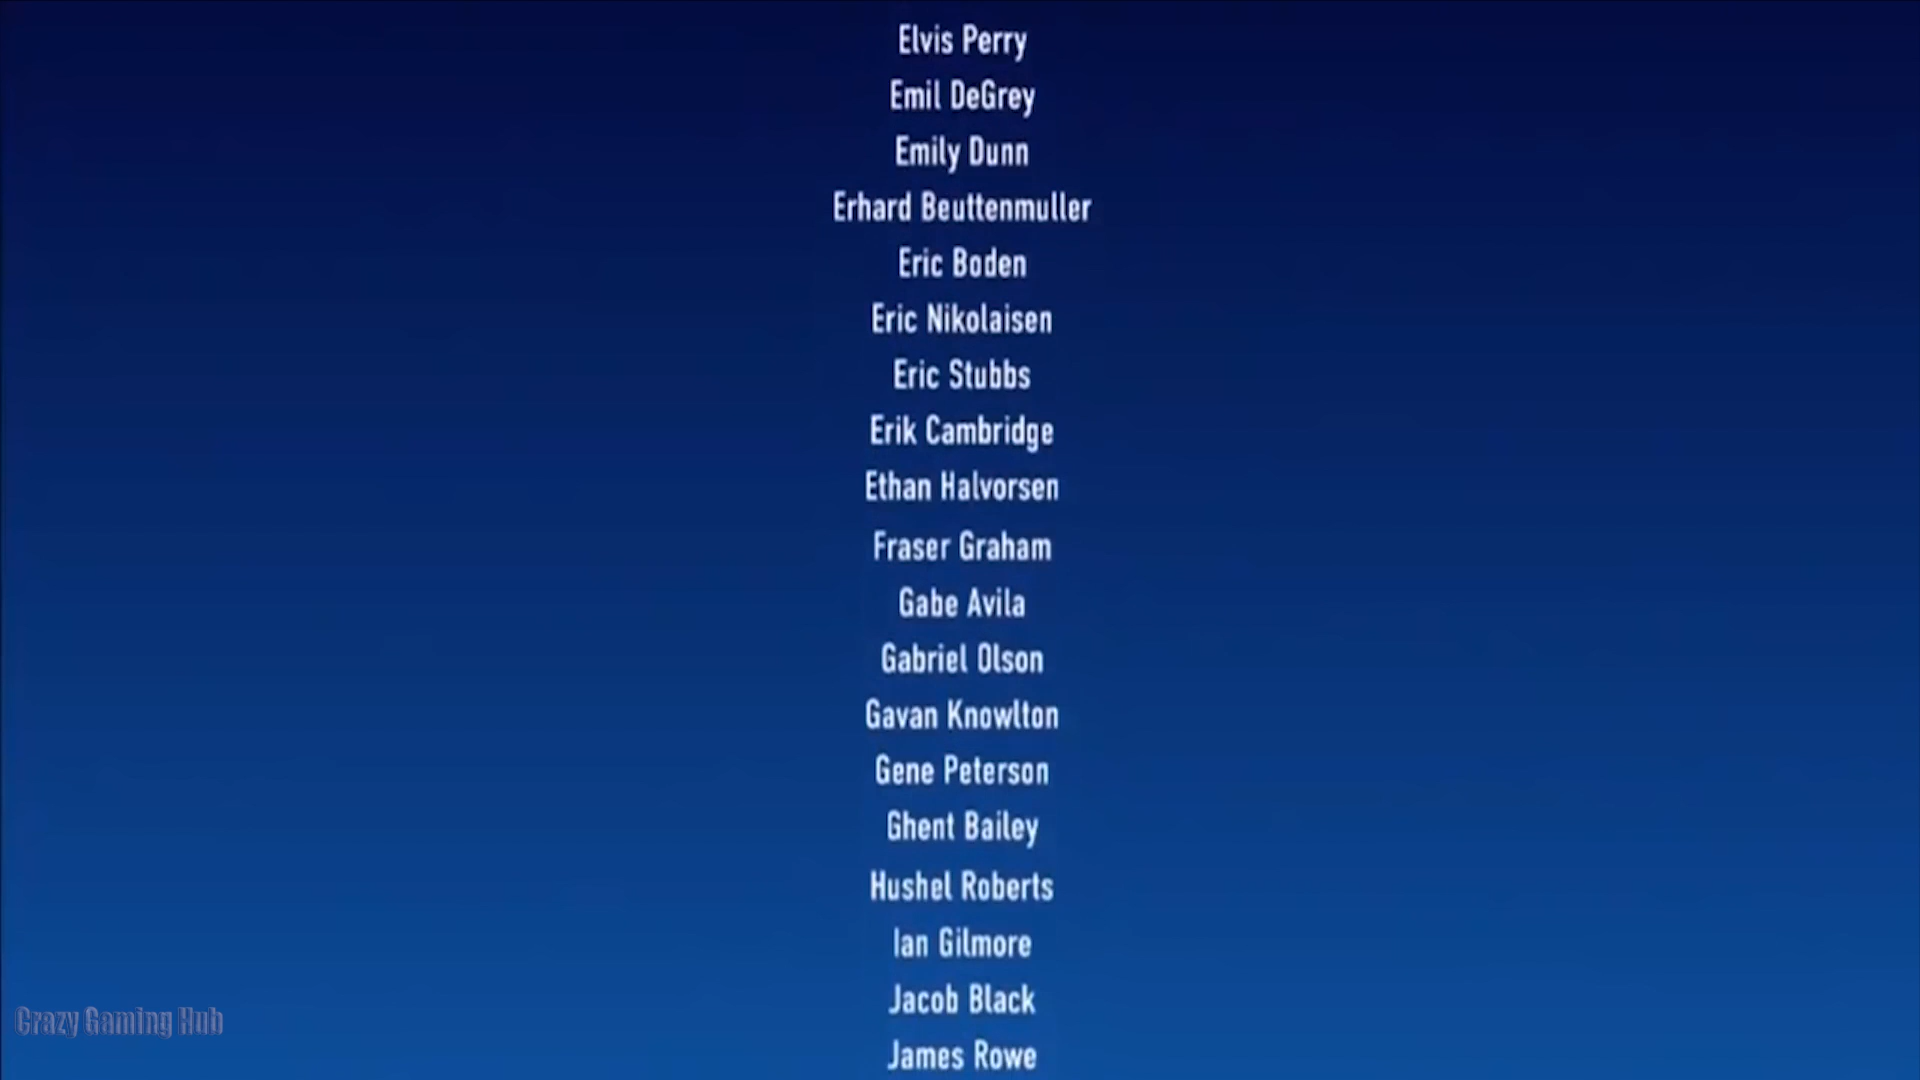 Elvis Perry
Emil DeGrey
Emily Dunn
Erhard Beuttenmuller
Eric Boden
Eric Nikolaisen
Eric Stubbs
Erik Cambridge
Ethan Halvorsen
Fraser Graham
Gabe Avila
Gabriel Olson
Gavan Knowlton
Gene Peterson
Ghent Bailey
Hushel Roberts
Ian Gilmore
Jacob Black
Crazy Gaming Hub
James Rowe